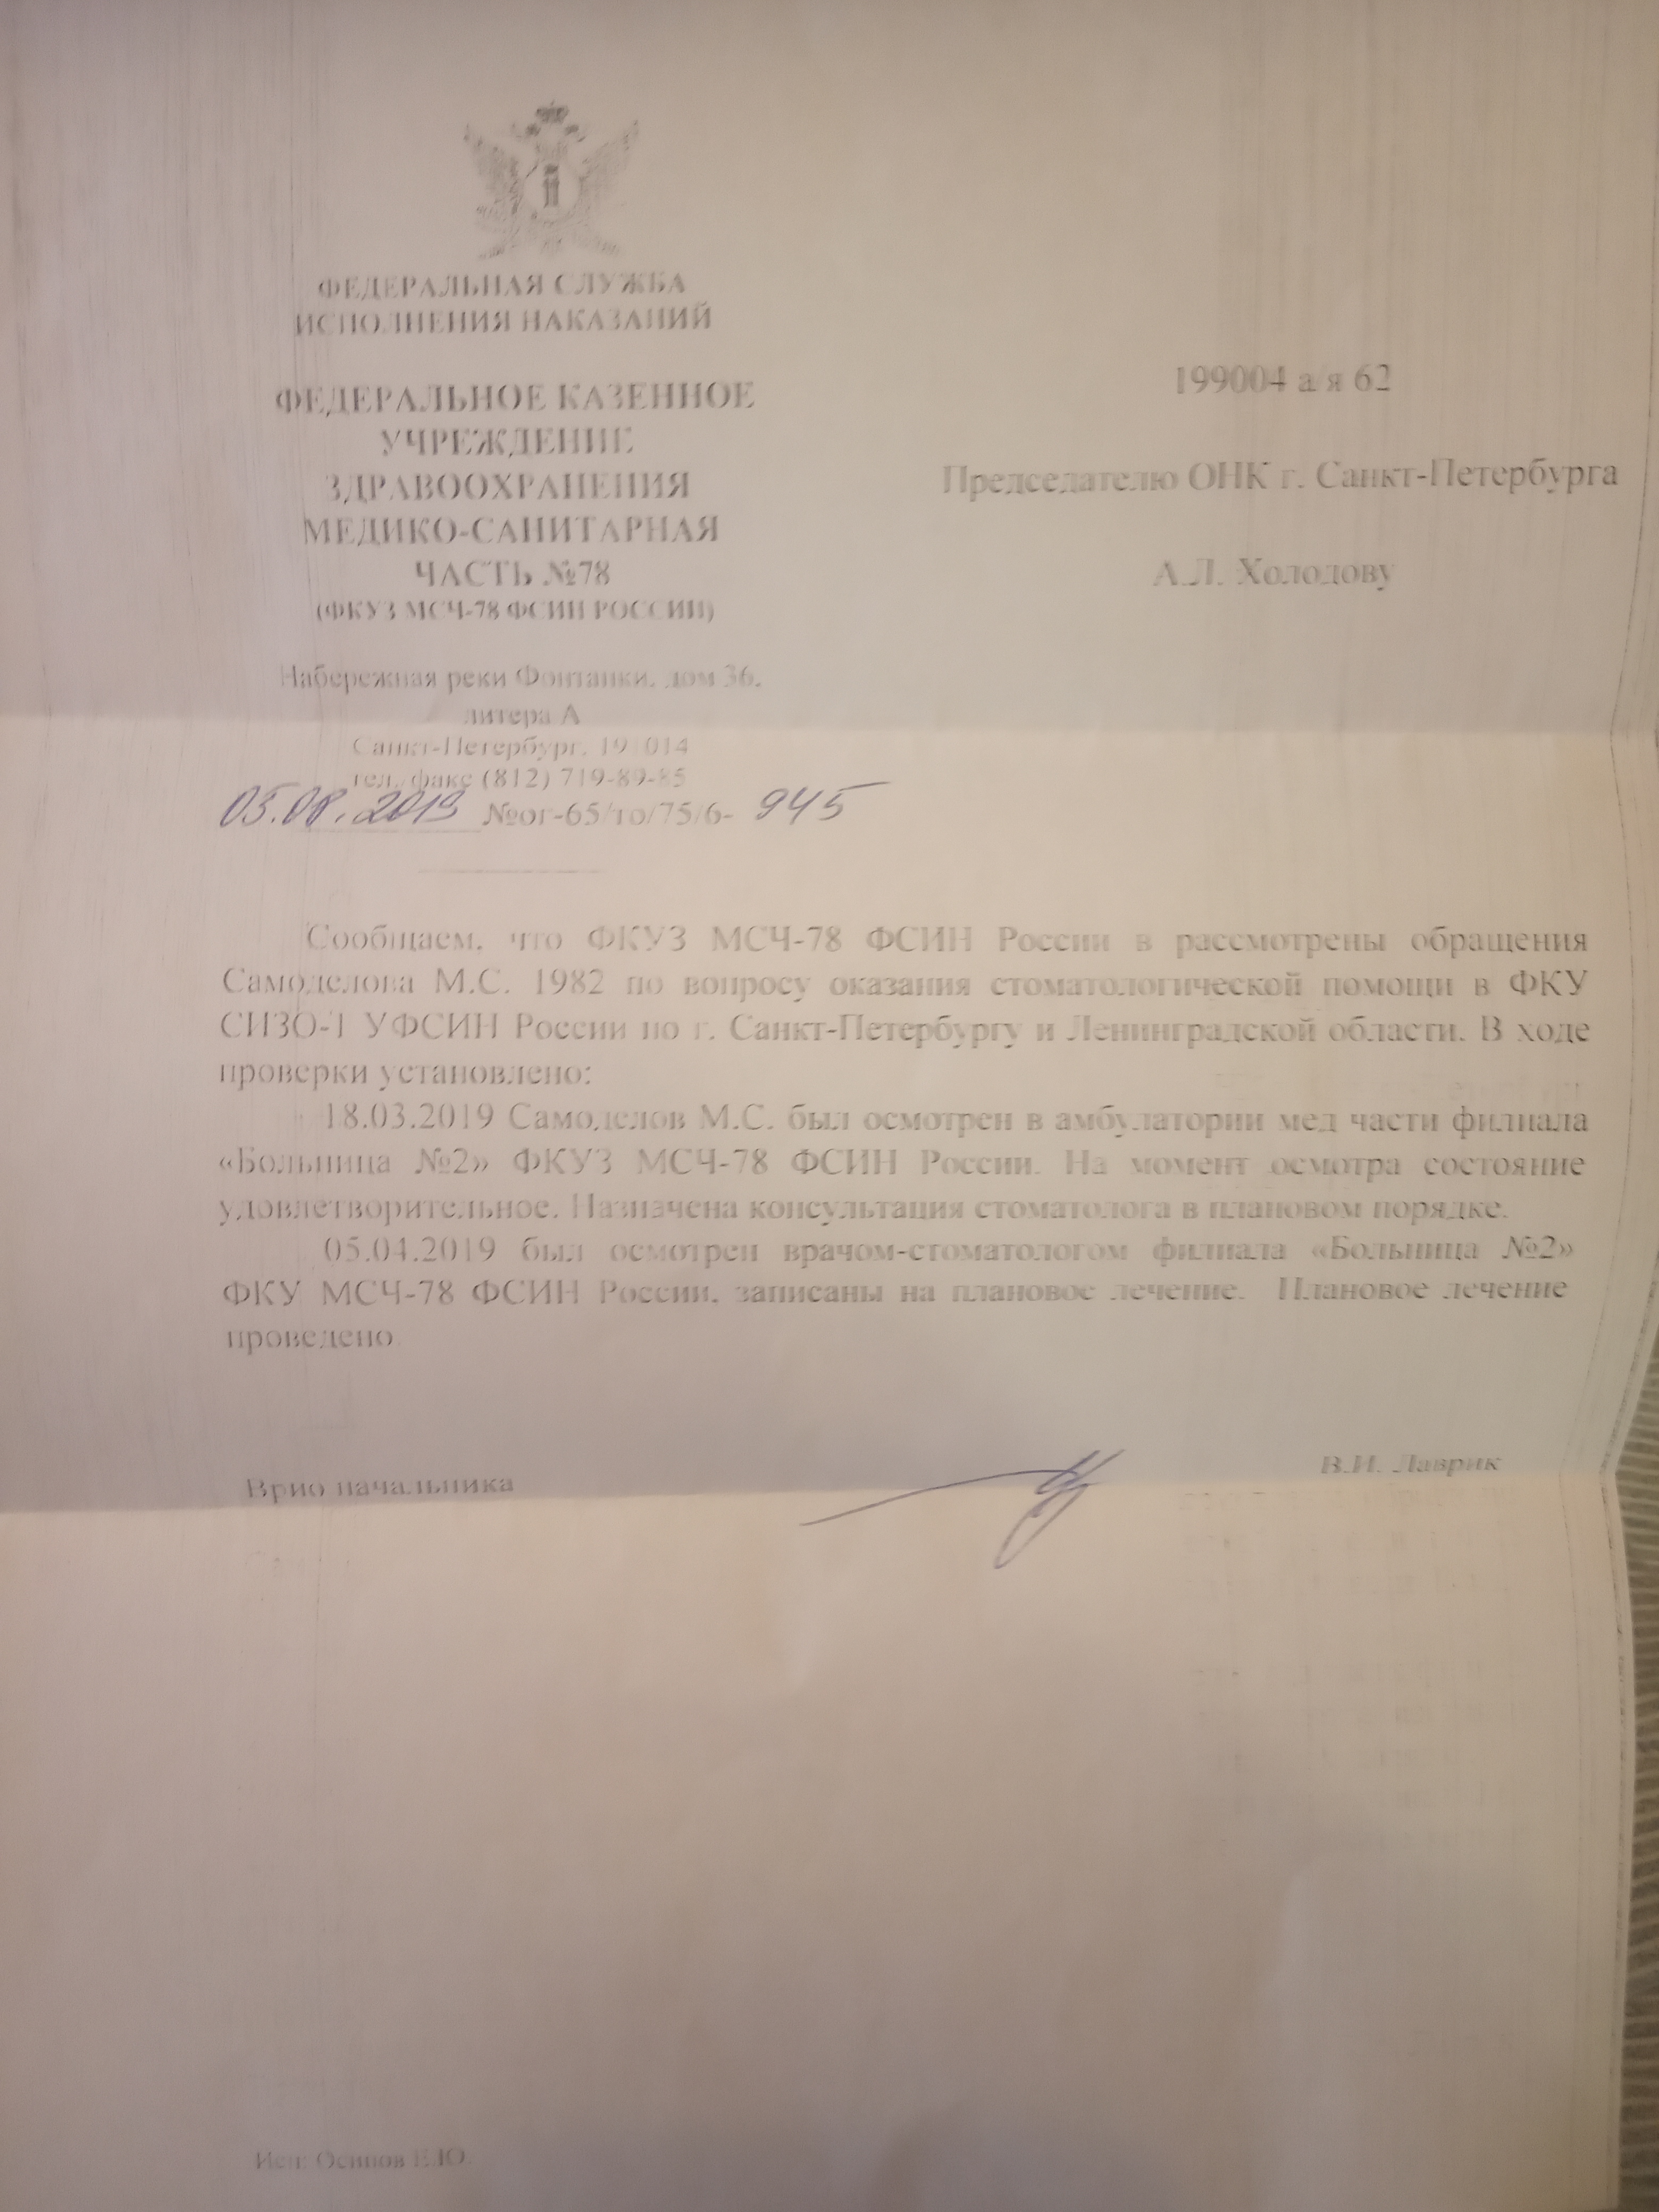 ФЕДЕРАЛЬНАЯ СЛУЖБА
ИСПОЛНЕНИЯ НАКАЗАНИЙ
ФЕДЕРАЛЬНОЕ КАЗЕННОЕ
УЧРЕЖДЕНИЕ
ЗДРАВООХРАНЕНИЯ
МЕДИКО-САНИТАРНАЯ
ЧАСТЬ №78
(ФКУЗ МСЧ-78 ФСИН РОССИИ)
Набережная реки Фонтанки, дом 36,
литера А
Санкт-Петербург, 191014
тел. факс (812) 719-89-85
05.08.2019 №ог-65/то/75/6- 945
199004 а/я 62
Председателю ОНК г. Санкт-Петербурга
А.Л. Холодову
Сообщаем, что ФКУЗ МСЧ-78 ФСИН России в рассмотрены обращения
Самоделова М.С. 1982 по вопросу оказания стоматологической помощи в ФКУ
СИЗО-1 УФСИН России по г. Санкт-Петербургу и Ленинградской области. В ходе
проверки установлено:
18.03.2019 Самоделов М.С. был осмотрен в амбулатории мед части филиала
«Больница №2» ФКУЗ МСЧ-78 ФСИН России. На момент осмотра состояние
удовлетворительное. Назначена консультация стоматолога в плановом порядке.
05.04.2019 был осмотрен врачом-стоматологом филиала «Больница №2»
ФКУ МСЧ-78 ФСИН России, записаны на плановое лечение. Плановое лечение
проведено.
Врио начальника
В.И. Лаврик
Исп: Осипов Е.Ю.